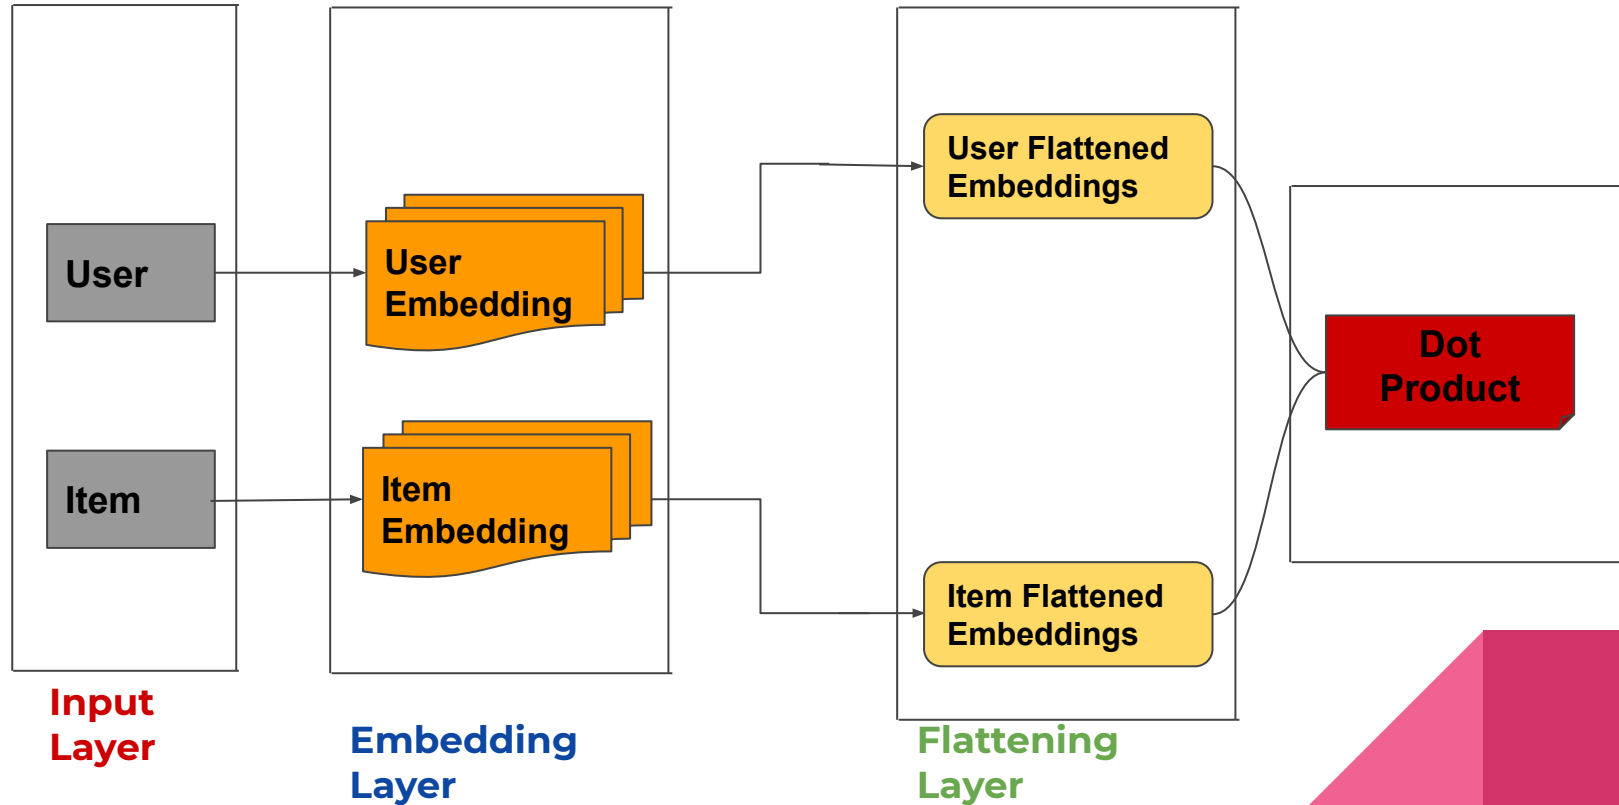 User
Item
Input
Layer
User
Embedding
Item
Embedding
Embedding
Layer
User Flattened
Embeddings
Item Flattened
Embeddings
Flattening
Layer
Dot
Product